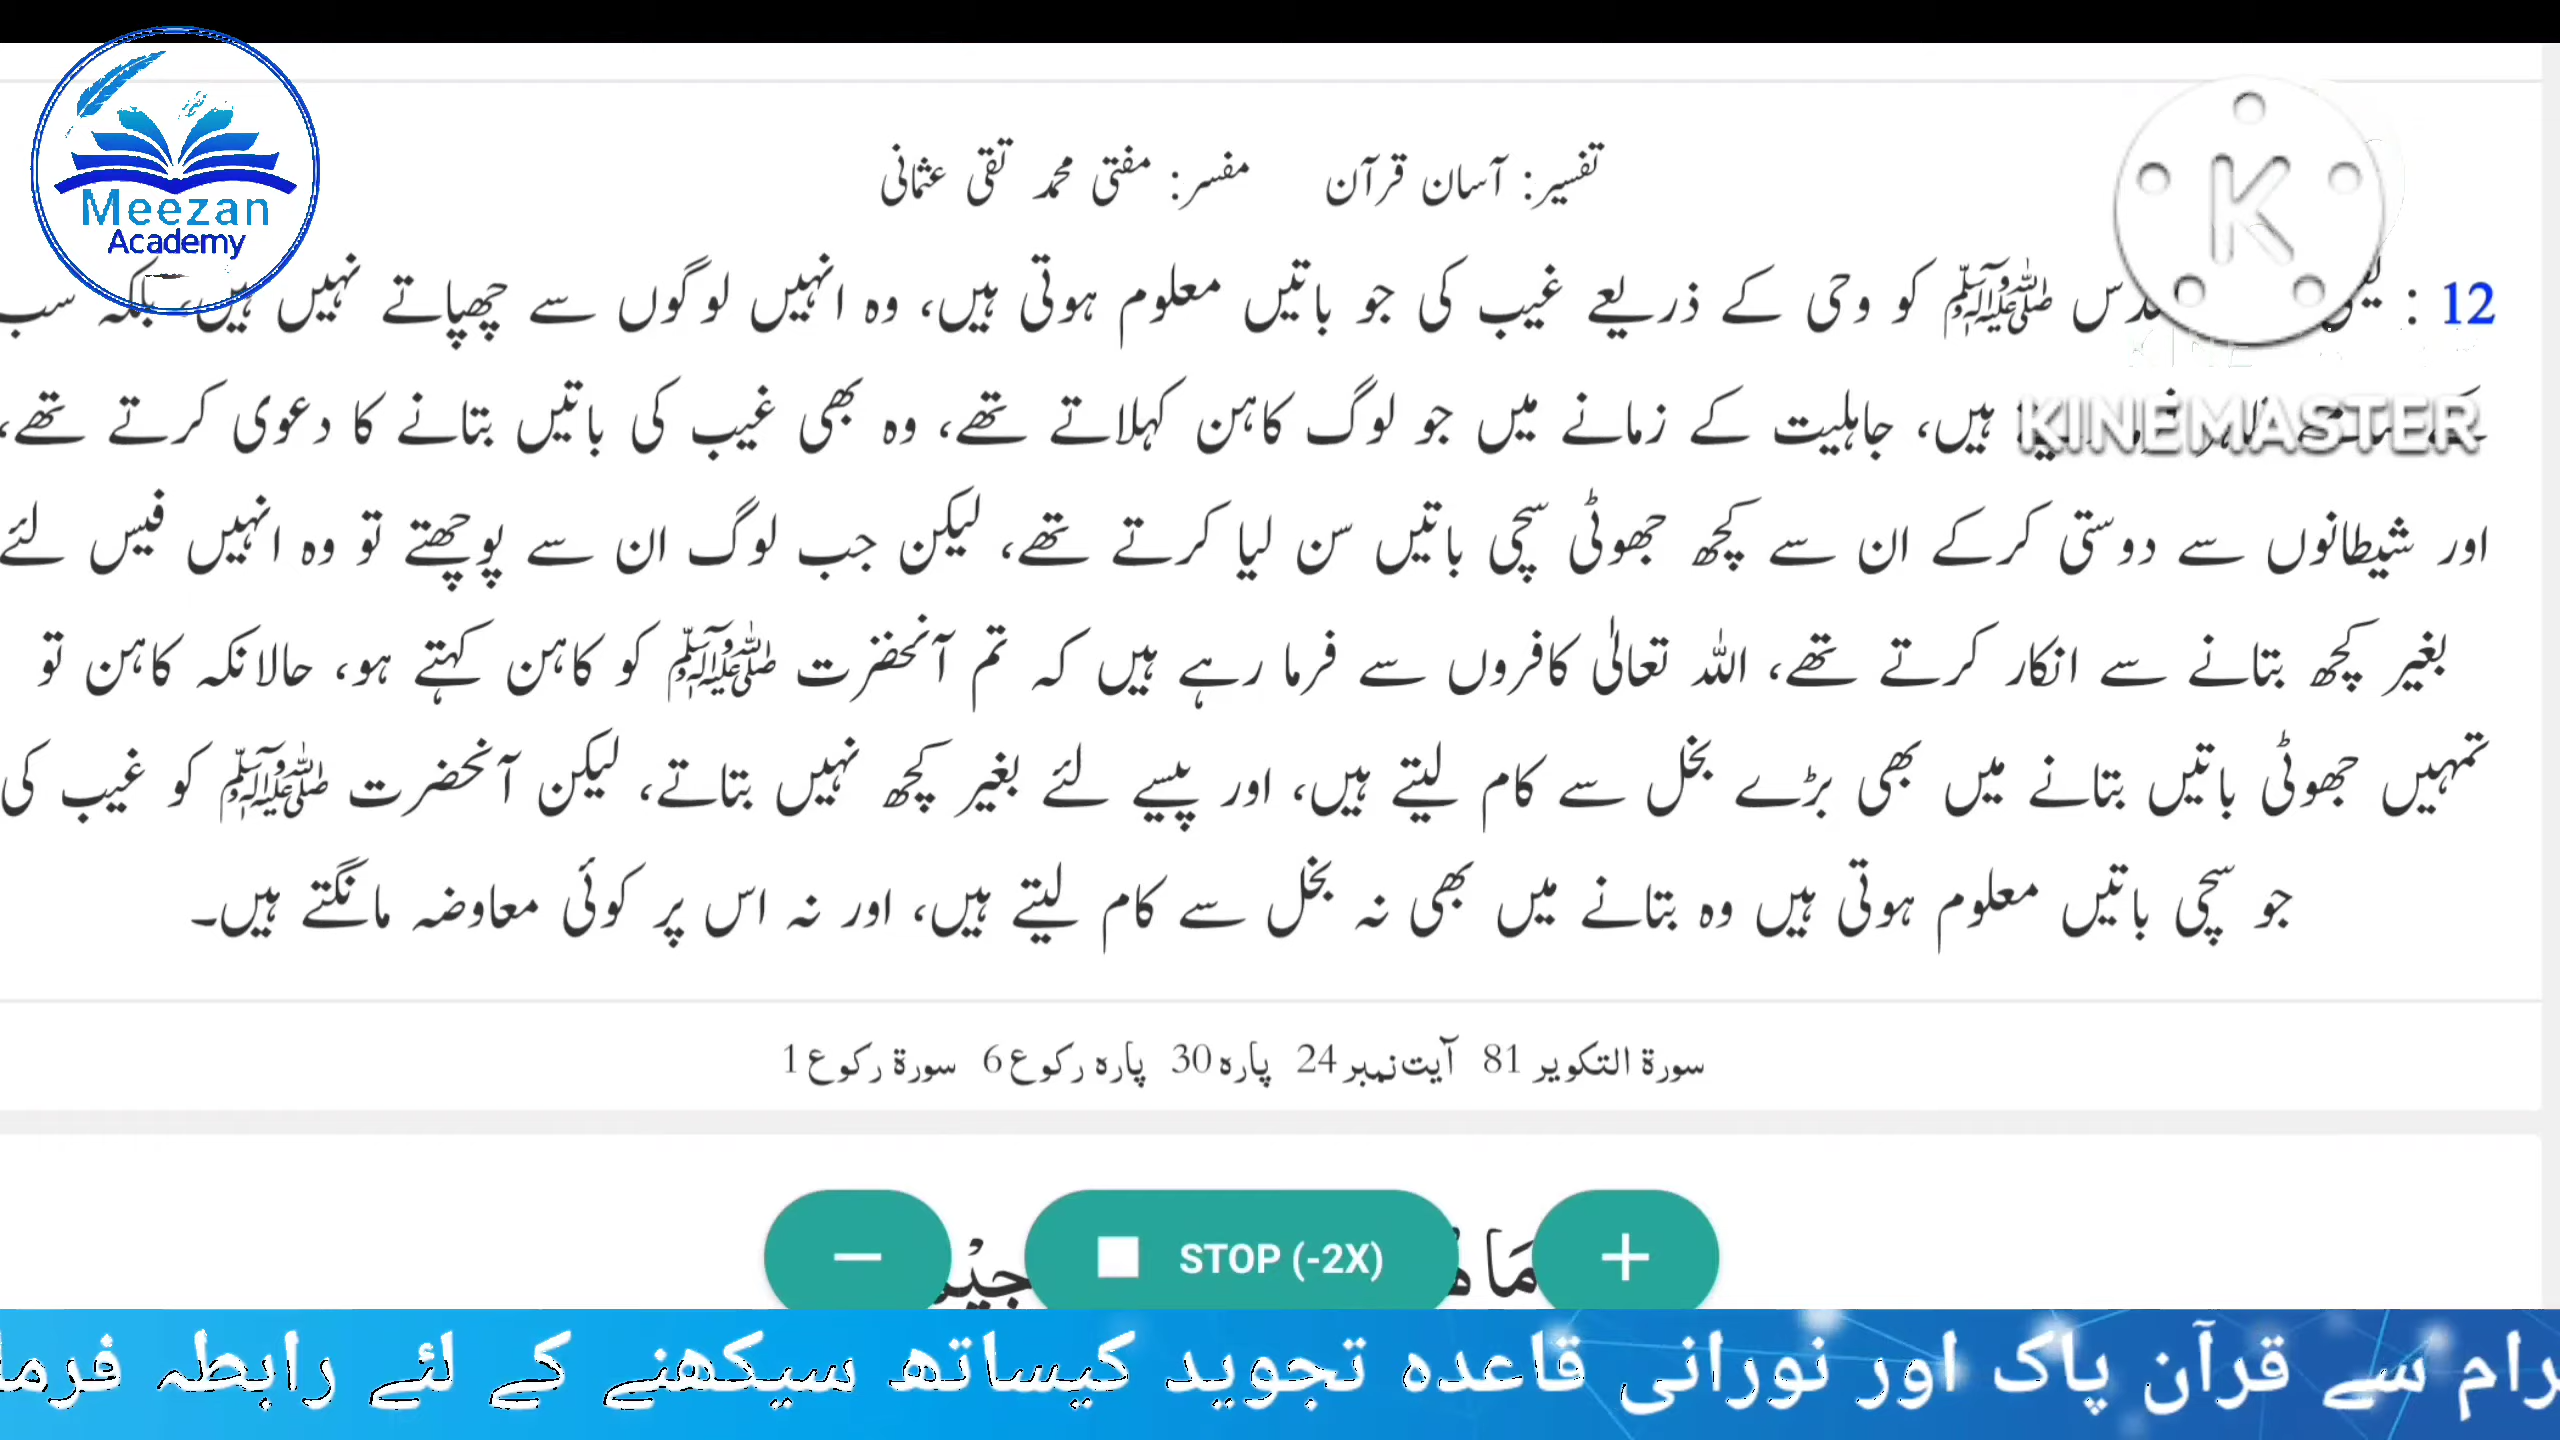 Meezan
Academy
تفسیر: آسان قرآن مفسر: مفتی محمد تقی عثمانی
12 : ﷺ کو وحی کے ذریعے غیب کی جو باتیں معلوم ہوتی ہیں، وہ انہیں لوگوں سے چھپاتے نہیں ہیں، بلکہ سب
KINEMASTER
ہیں، جاہلیت کے زمانے میں جو لوگ کاہن کہلاتے تھے، وہ بھی غیب کی باتیں بتانے کا دعوی کرتے تھے،
اور شیطانوں سے دوستی کرکے ان سے کچھ جھوٹی سچی باتیں سن لیا کرتے تھے، لیکن جب لوگ ان سے پوچھتے تو وہ انہیں فیس لئے
بغیر کچھ بتانے سے انکار کرتے تھے، اللہ تعالیٰ کافروں سے فرما رہے ہیں کہ تم آنحضرت ﷺ کو کاہن کہتے ہو، حالانکہ کاہن تو
تمہیں جھوٹی باتیں بتانے میں بھی بڑے بخل سے کام لیتے ہیں، اور پیسے لئے بغیر کچھ نہیں بتاتے، لیکن آنحضرت ﷺ کو غیب کی
جو سچی باتیں معلوم ہوتی ہیں وہ بتانے میں بھی نہ بخل سے کام لیتے ہیں، اور نہ اس پر کوئی معاوضہ مانگتے ہیں۔
سورۃ التکویر 81 آیت نمبر 24 پارہ 30 پارہ رکوع 6 سورۃ رکوع 1
STOP (-2X)
سے قرآن پاک اور نورانی قاعدہ تجوید کیساتھ سیکھنے کے لئے رابطہ